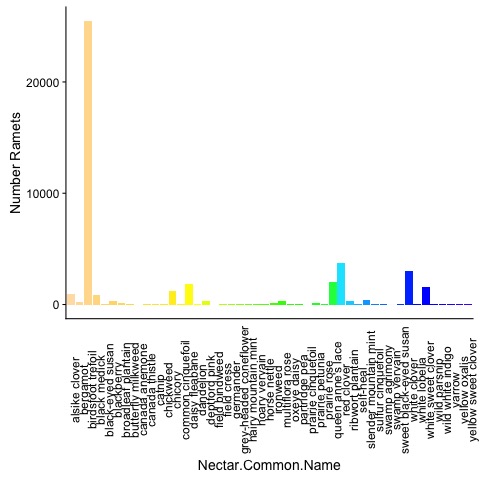 Number Ramets
20000
10000
0
alsike clover
bergamot
birdsfoot trefoil
black medick
black-eyed susan
blackberry
broadleaf plantain
butterfly milkweed
canada anemone
canada thistle
catnip
chickweed
chicory
common cinquefoil
daisy fleabane
dandelion
deptford pink
field bindweed
field cress
germander
grey-headed coneflower
hairy mountain mint
hoary vervain
horse nettle
ironweed
multiflora rose
oxeye daisy
partridge pea
prairie cinquefoil
prairie petunia
prairie rose
queen anne's lace
red clover
ribwort plantain
self-heal
slender mountain mint
sulfur cinquefoil
swamp agrimony
swamp vervain
sweet black-eyed susan
white clover
white lobelia
white sweet clover
wild parsnip
wild white indigo
yarrow
yellow oxalis
yellow sweet clover
Nectar.Common.Name